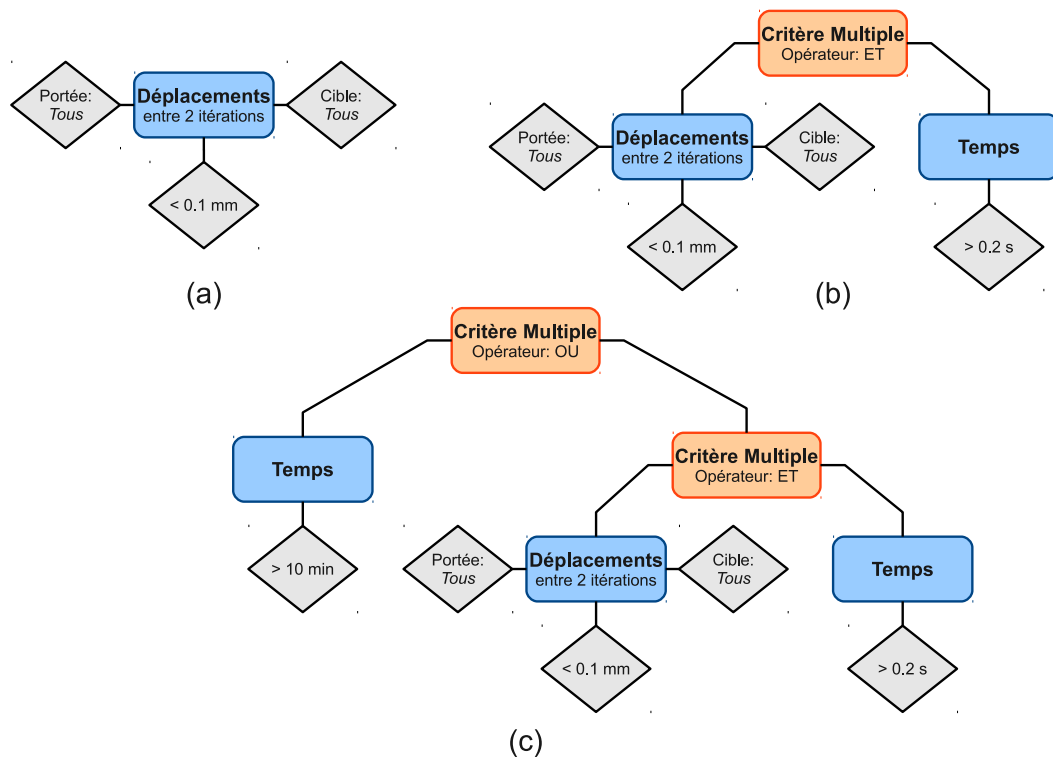 Portée:
Tous
Déplacements
entre 2 itérations
Cible:
Tous
< 0.1 mm
(a)
Critère Multiple
Opérateur: ET
Portée:
Tous
Déplacements
entre 2 itérations
Cible:
Tous
Temps
< 0.1 mm
> 0.2 s
(b)
Critère Multiple
Opérateur: OU
Temps
Critère Multiple
Opérateur: ET
> 10 min
Portée:
Tous
Déplacements
entre 2 itérations
Cible:
Tous
Temps
< 0.1 mm
> 0.2 s
(c)